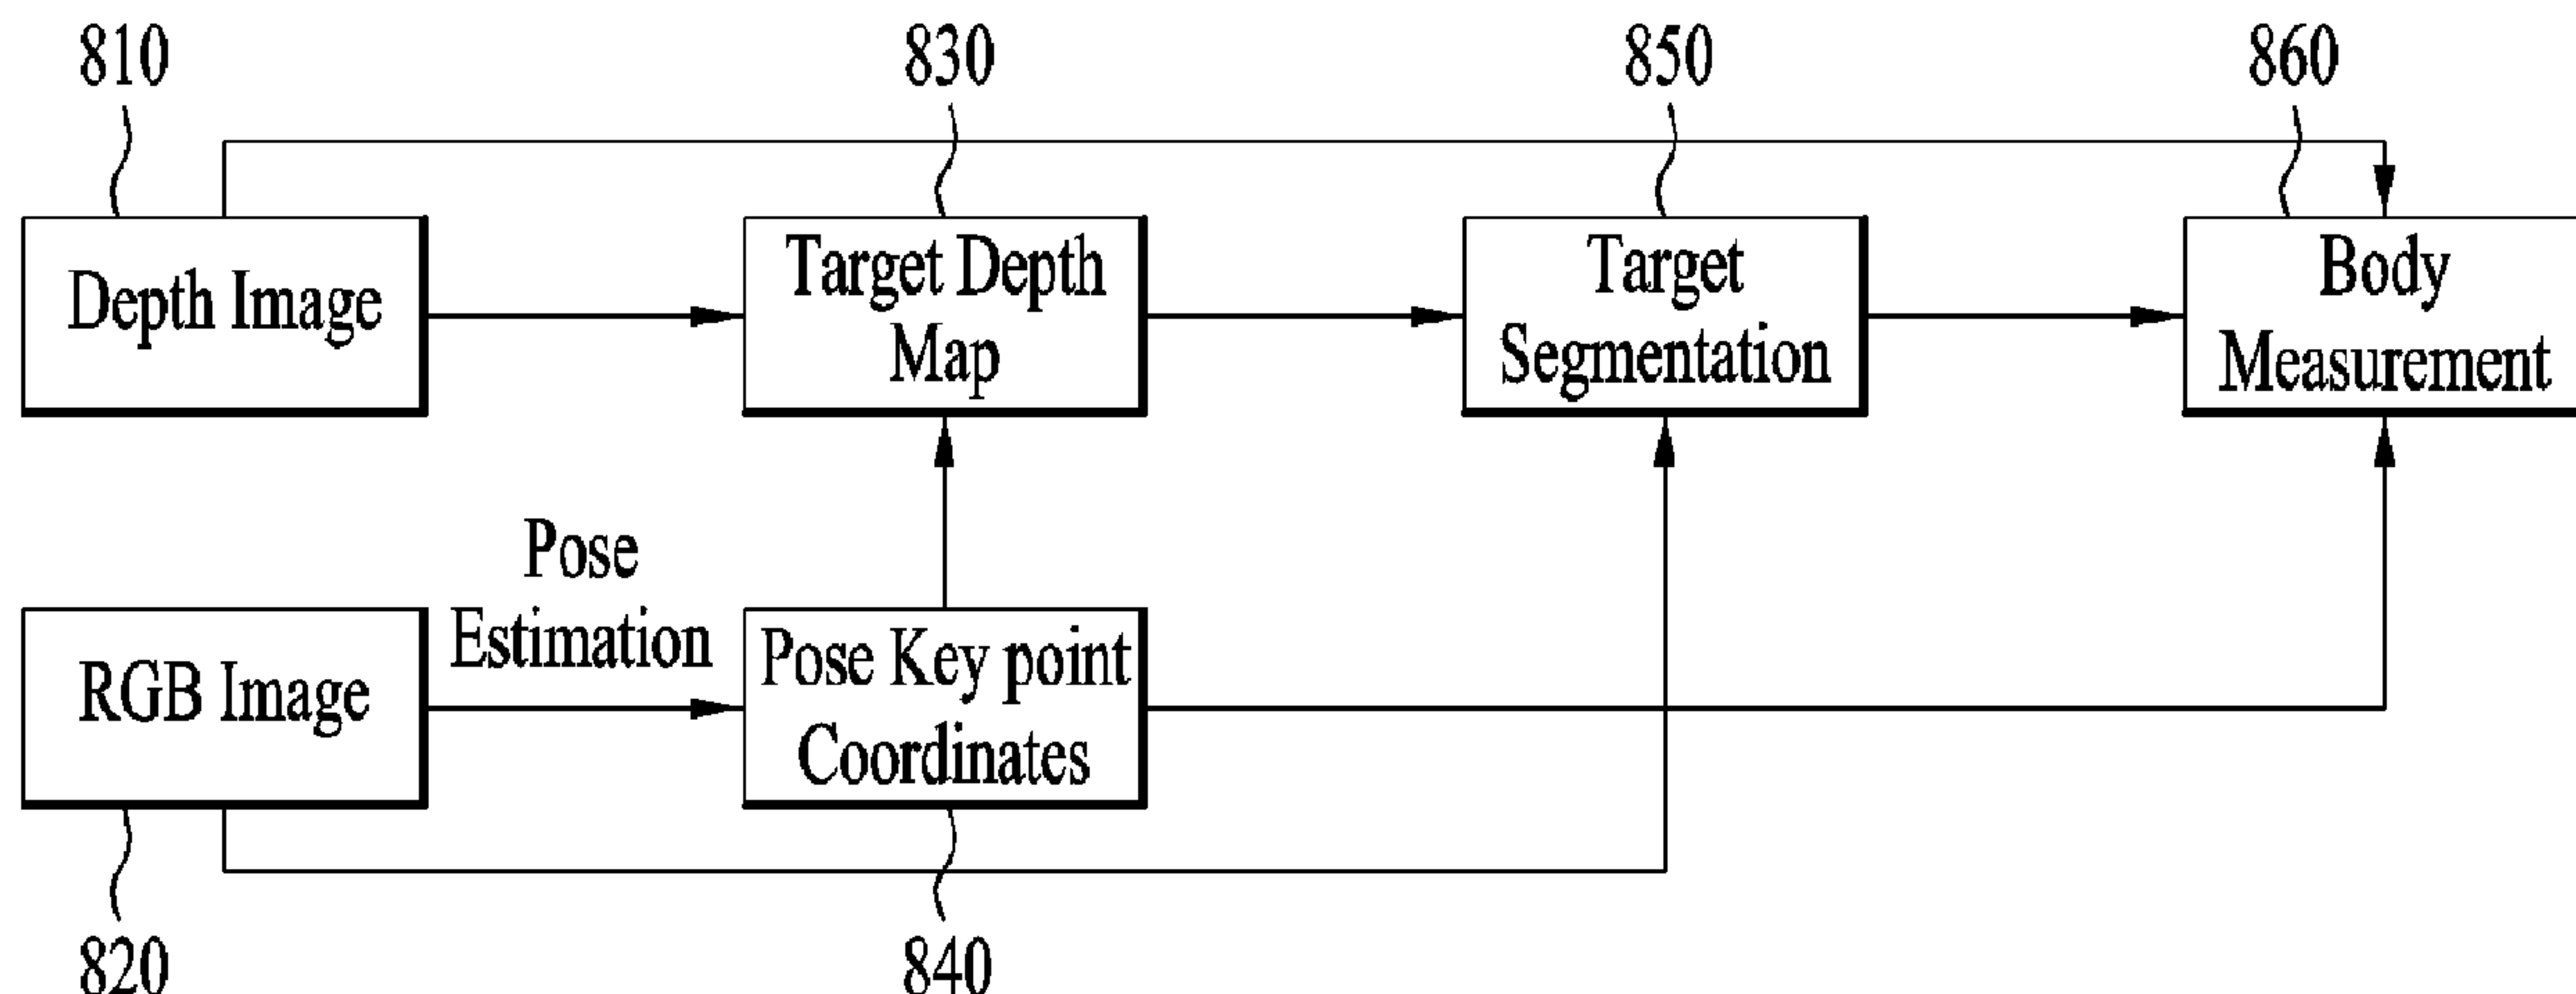 810
830
850
860
Depth Image
Target Depth
Map
Target
Segmentation
Body
Measurement
Pose
Estimation
RGB Image
Pose Key point
Coordinates
820
840